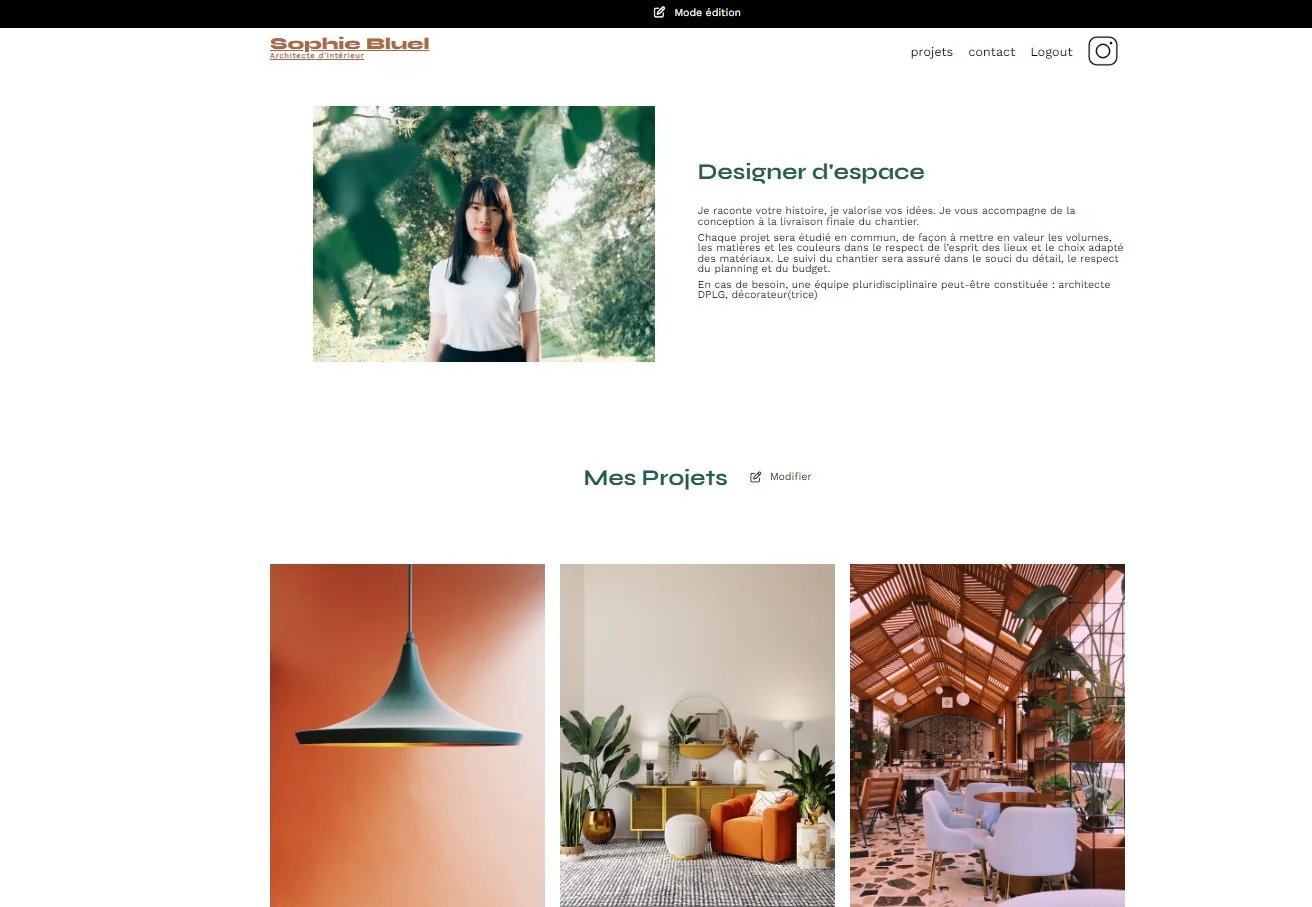 Mode édition
Sophie Bluel
Architecte d'intérieur
projets contact Logout
Designer d'espace
Je raconte votre histoire, je valorise vos idées. Je vous accompagne de la
conception à la livraison finale du chantier.
Chaque projet sera étudié en commun, de façon à mettre en valeur les volumes,
les matières et les couleurs dans le respect de l'esprit des lieux et le choix adapté
des matériaux. Le suivi du chantier sera assuré dans le souci du détail, le respect
du planning et du budget.
En cas de besoin, une équipe pluridisciplinaire peut-être constituée : architecte
DPLG, décorateur(trice)
Mes Projets
Modifier